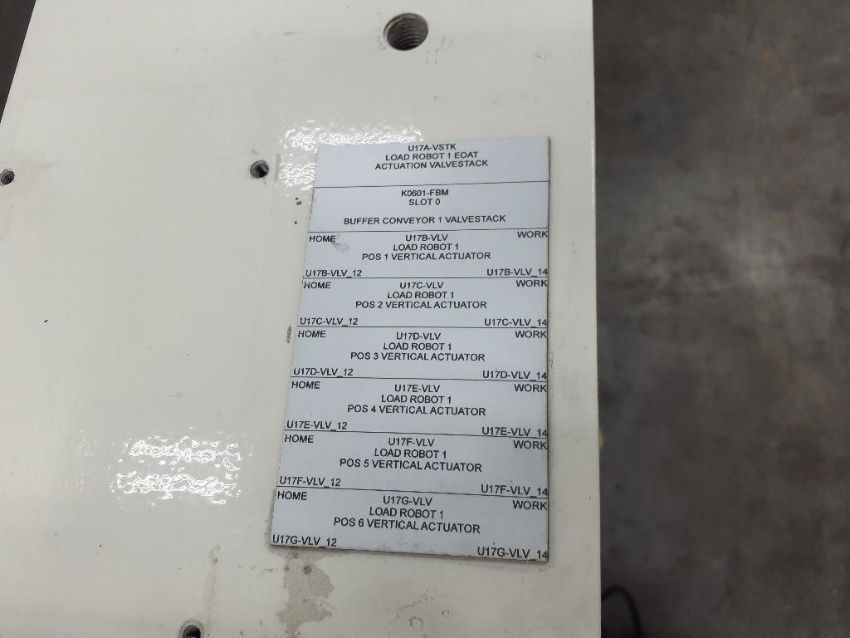 U17A-VSTK
LOAD ROBOT 1 EOAT
ACTUATION VALVESTACK
K0601-FBM
SLOT 0
BUFFER CONVEYOR 1 VALVESTACK
HOME U17B-VLV WORK
LOAD ROBOT 1
POS 1 VERTICAL ACTUATOR
U17B-VLV_12 U17B-VLV_14
HOME U17C-VLV WORK
LOAD ROBOT 1
POS 2 VERTICAL ACTUATOR
U17C-VLV_12 U17C-VLV_14
HOME U17D-VLV WORK
LOAD ROBOT 1
POS 3 VERTICAL ACTUATOR
U17D-VLV_12 U17D-VLV_14
HOME U17E-VLV WORK
LOAD ROBOT 1
POS 4 VERTICAL ACTUATOR
U17E-VLV_12 U17E-VLV_14
HOME U17F-VLV WORK
LOAD ROBOT 1
POS 5 VERTICAL ACTUATOR
U17F-VLV_12 U17F-VLV_14
HOME U17G-VLV WORK
LOAD ROBOT 1
POS 6 VERTICAL ACTUATOR
U17G-VLV_12 U17G-VLV_14